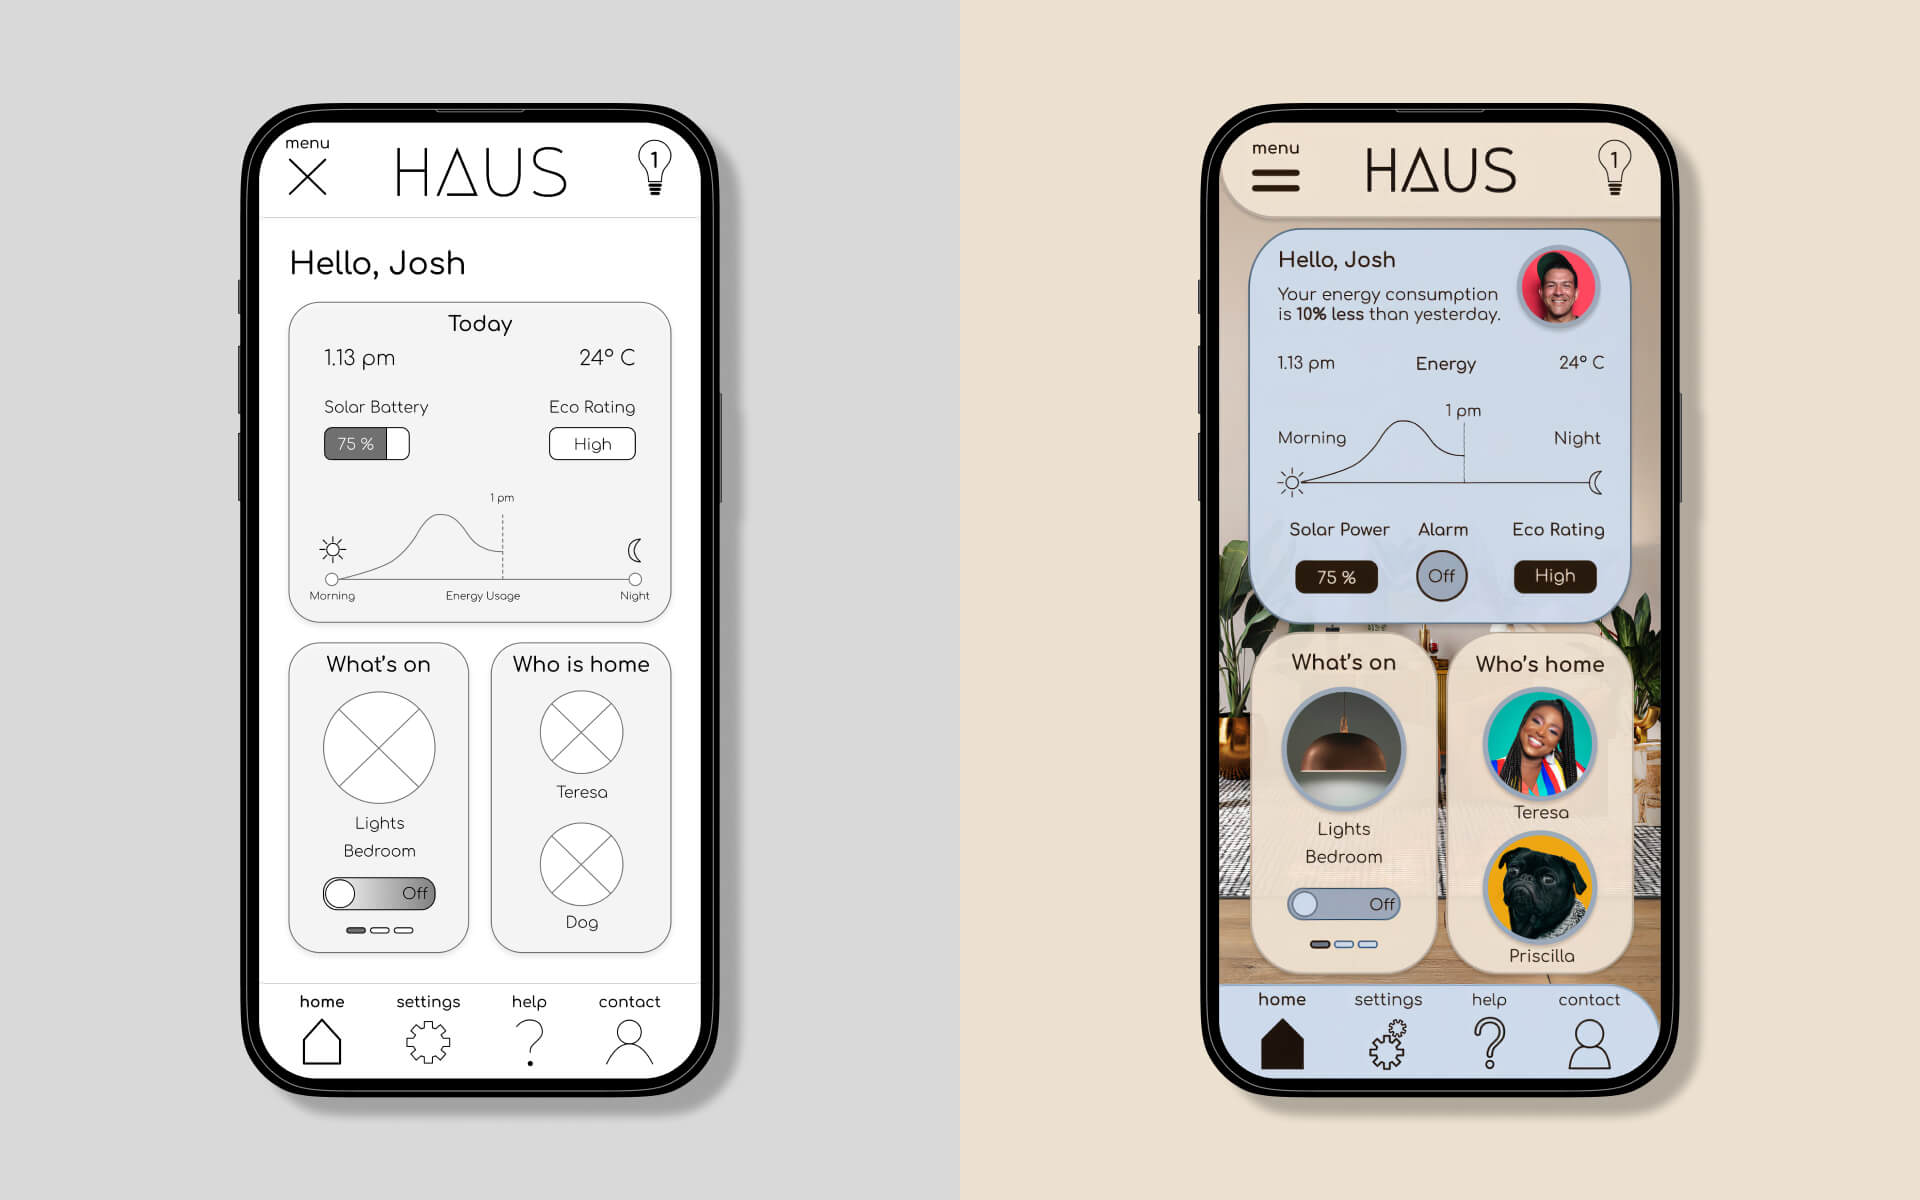 menu
HAUS
1
Hello, Josh
Today
1.13 pm
24° C
Solar Battery
Eco Rating
75 %
High
1 pm
Morning
Energy Usage
Night
What's on
Lights
Bedroom
Off
Who is home
Teresa
Dog
home
settings
help
contact
?
menu
HAUS
1
Hello, Josh
Your energy consumption
is 10% less than yesterday.
1.13 pm
Energy
24° C
1 pm
Morning
Night
Solar Power
Alarm
Eco Rating
75 %
Off
High
What's on
Lights
Bedroom
Off
Who's home
Teresa
Priscilla
home
settings
help
contact
?